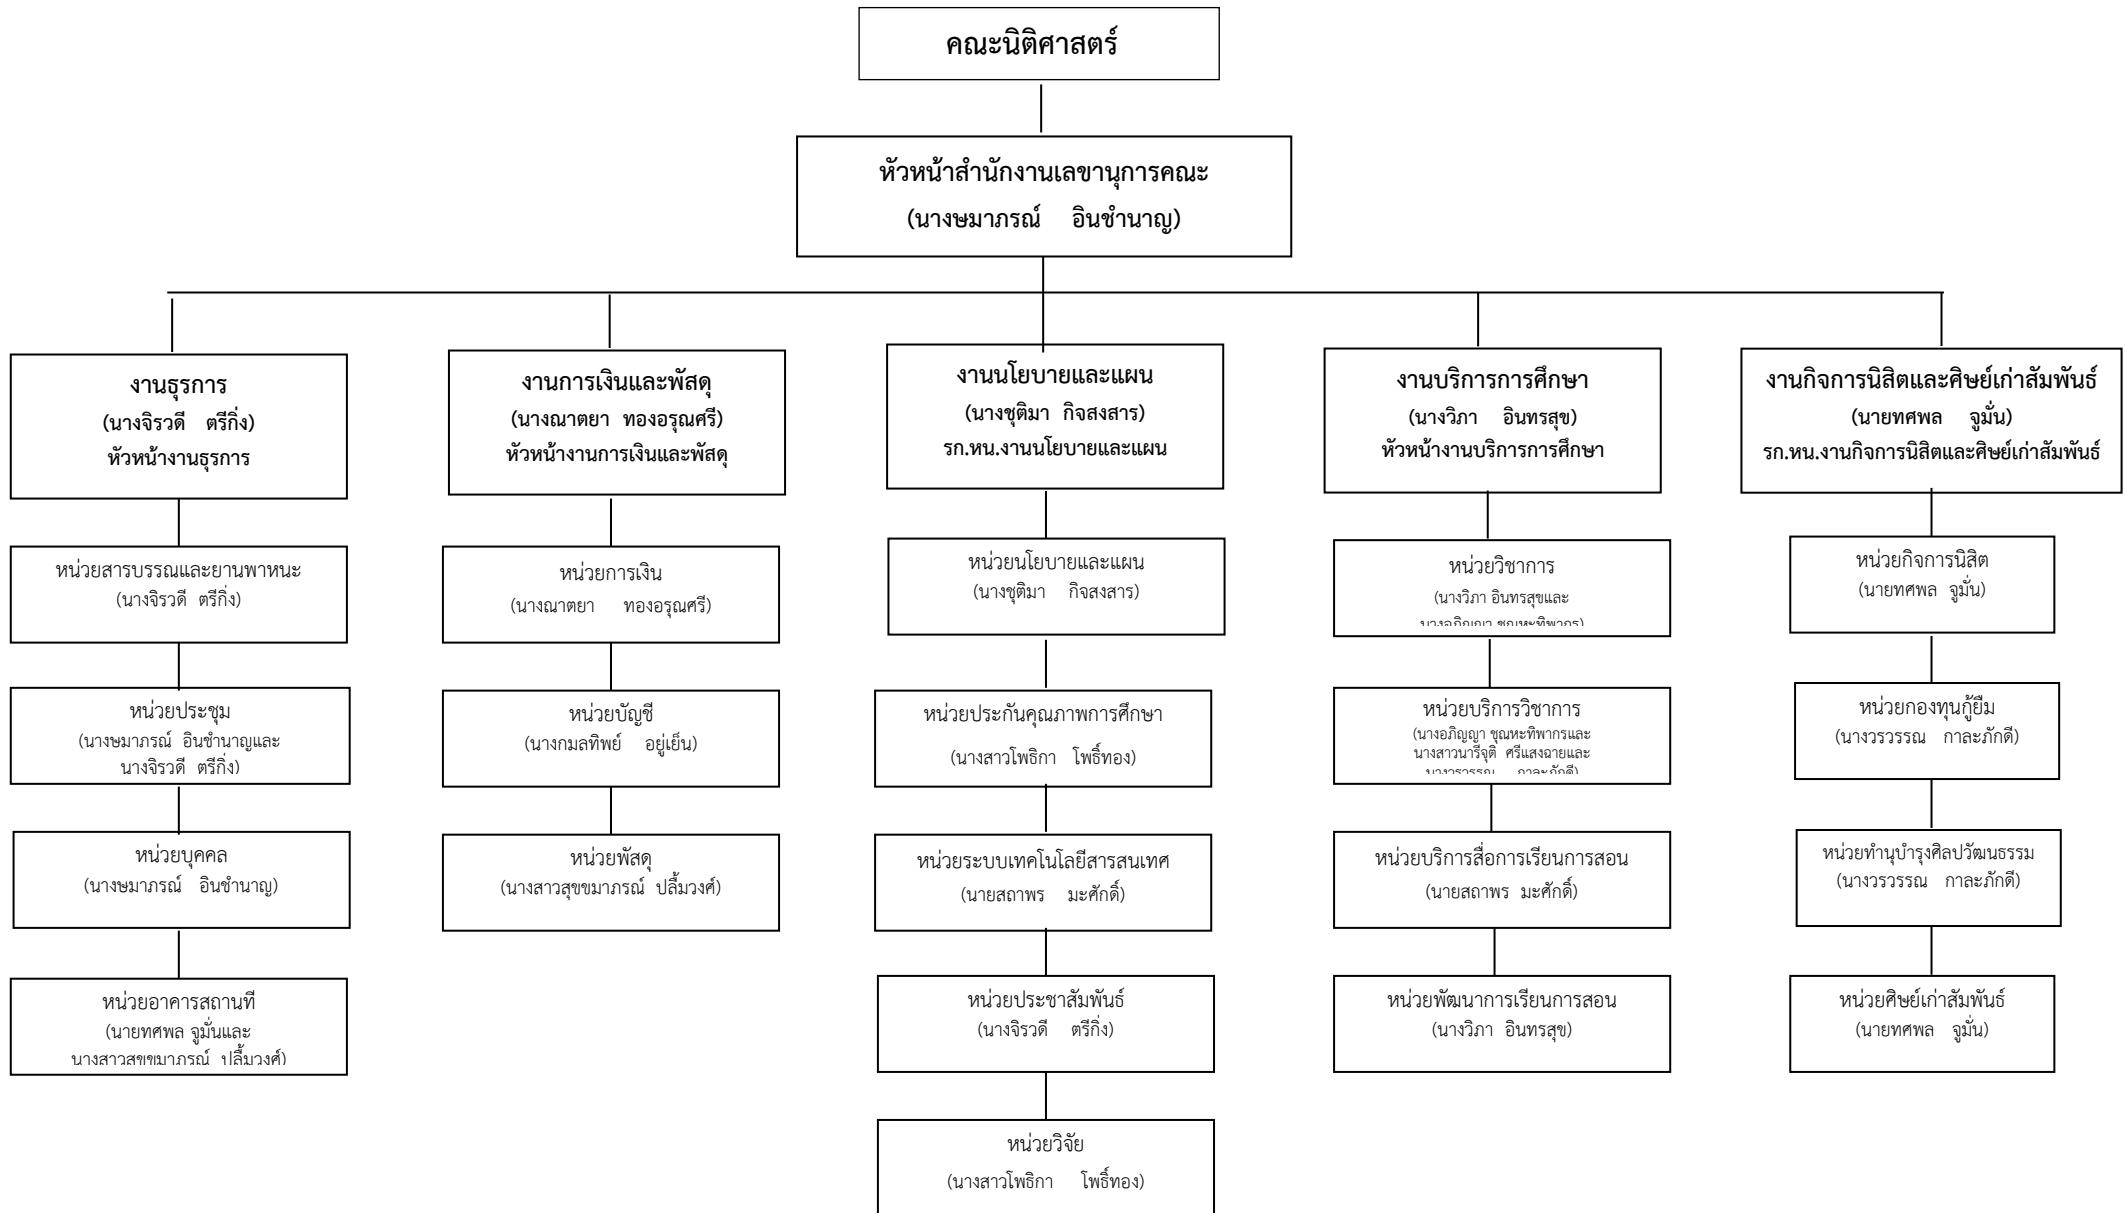 คณะนิติศาสตร์
หัวหน้าสำนักงานเลขานุการคณะ
(นางษมาภรณ์ อินชำนาญ)
งานธุรการ
(นางจิรวดี ตรีกิ่ง)
หัวหน้างานธุรการ
งานการเงินและพัสดุ
(นางณาตยา ทองอรุณศรี)
หัวหน้างานการเงินและพัสดุ
งานนโยบายและแผน
(นางชุติมา กิจสงสาร)
รก.หน.งานนโยบายและแผน
งานบริการการศึกษา
(นางวิภา อินทรสุข)
หัวหน้างานบริการการศึกษา
งานกิจการนิสิตและศิษย์เก่าสัมพันธ์
(นายทศพล จูมั่น)
รก.หน.งานกิจการนิสิตและศิษย์เก่าสัมพันธ์
หน่วยสารบรรณและยานพาหนะ
(นางจิรวดี ตรีกิ่ง)
หน่วยการเงิน
(นางณาตยา ทองอรุณศรี)
หน่วยนโยบายและแผน
(นางชุติมา กิจสงสาร)
หน่วยวิชาการ
(นางวิภา อินทรสุขและ
นางอภิญญา ชุณหะทิพากร)
หน่วยกิจการนิสิต
(นายทศพล จูมั่น)
หน่วยประชุม
(นางษมาภรณ์ อินชำนาญและ
นางจิรวดี ตรีกิ่ง)
หน่วยบัญชี
(นางกมลทิพย์ อยู่เย็น)
หน่วยประกันคุณภาพการศึกษา
(นางสาวโพธิกา โพธิ์ทอง)
หน่วยบริการวิชาการ
(นางอภิญญา ชุณหะทิพากรและ
นางสาวนารีจุติ ศรีแสงฉายและ
นางวรวรรณ กาละภักดี)
หน่วยกองทุนกู้ยืม
(นางวรวรรณ กาละภักดี)
หน่วยบุคคล
(นางษมาภรณ์ อินชำนาญ)
หน่วยพัสดุ
(นางสาวสุขขมาภรณ์ ปลื้มวงศ์)
หน่วยระบบเทคโนโลยีสารสนเทศ
(นายสถาพร มะศักดิ์)
หน่วยบริการสื่อการเรียนการสอน
(นายสถาพร มะศักดิ์)
หน่วยทำนุบำรุงศิลปวัฒนธรรม
(นางวรวรรณ กาละภักดี)
หน่วยอาคารสถานที่
(นายทศพล จูมั่นและ
นางสาวสุขขมาภรณ์ ปลื้มวงศ์)
หน่วยประชาสัมพันธ์
(นางจิรวดี ตรีกิ่ง)
หน่วยพัฒนาการเรียนการสอน
(นางวิภา อินทรสุข)
หน่วยศิษย์เก่าสัมพันธ์
(นายทศพล จูมั่น)
หน่วยวิจัย
(นางสาวโพธิกา โพธิ์ทอง)